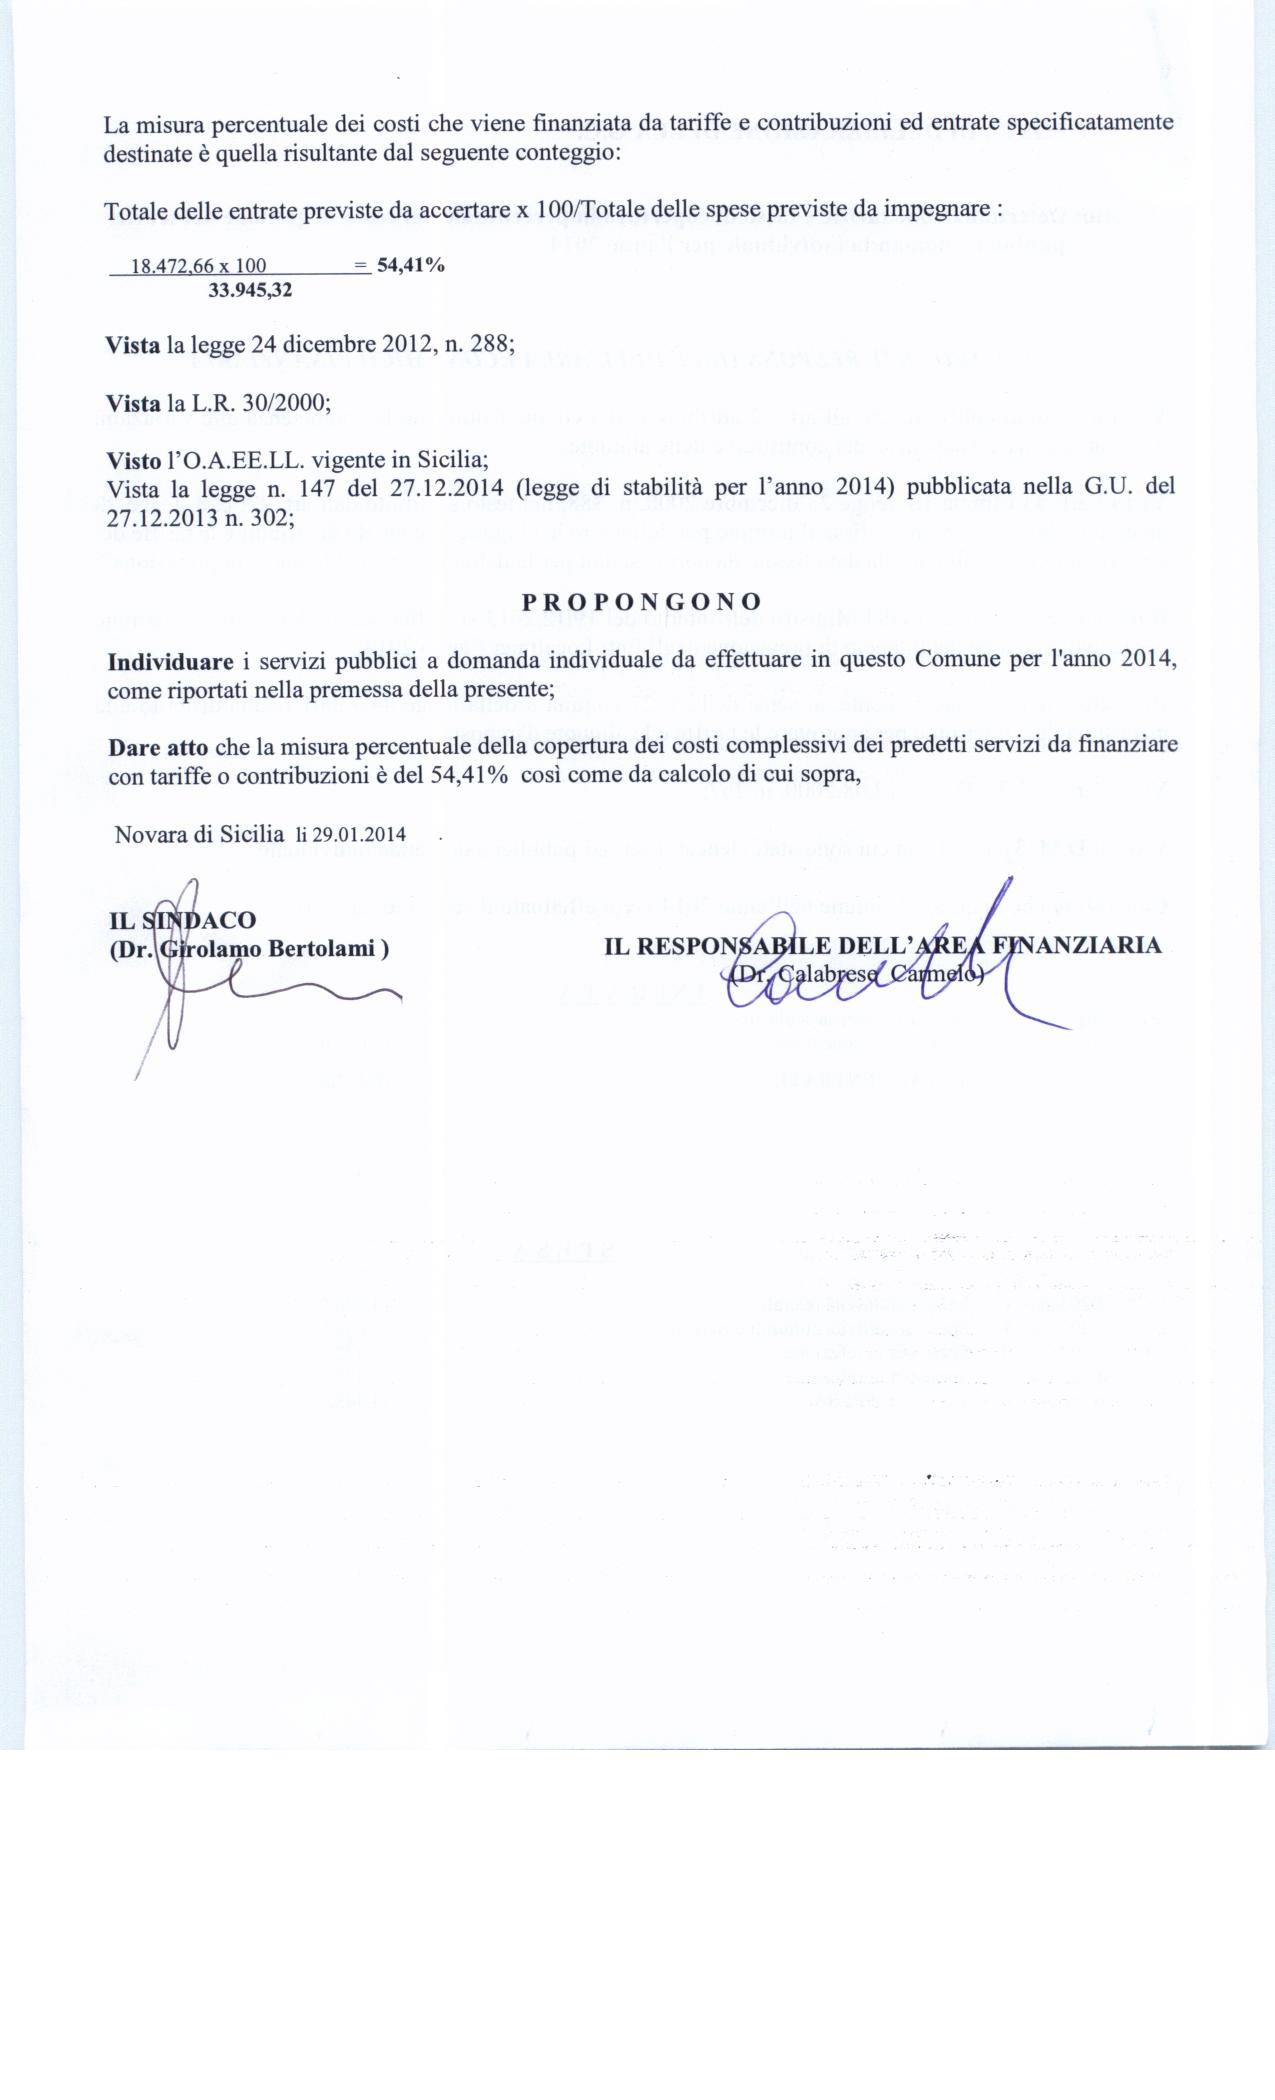 La misura percentuale dei costi che viene finanziata da tariffe e contribuzioni ed entrate specificatamente
destinate è quella risultante dal seguente conteggio:
Totale delle entrate previste da accertare x 100/Totale delle spese previste da impegnare :
18.472,66 x 100 = 54,41%
33.945,32
Vista la legge 24 dicembre 2012, n. 288;
Vista la L.R. 30/2000;
Visto l'O.A.EE.LL. vigente in Sicilia;
Vista la legge n. 147 del 27.12.2014 (legge di stabilità per l'anno 2014) pubblicata nella G.U. del
27.12.2013 n. 302;
P R O P O N G O N O
Individuare i servizi pubblici a domanda individuale da effettuare in questo Comune per l'anno 2014,
come riportati nella premessa della presente;
Dare atto che la misura percentuale della copertura dei costi complessivi dei predetti servizi da finanziare
con tariffe o contribuzioni è del 54,41% così come da calcolo di cui sopra,
Novara di Sicilia li 29.01.2014
IL SINDACO
(Dr. Girolamo Bertolami )
IL RESPONSABILE DELL'AREA FINANZIARIA
(Dr. Calabrese Carmelo)